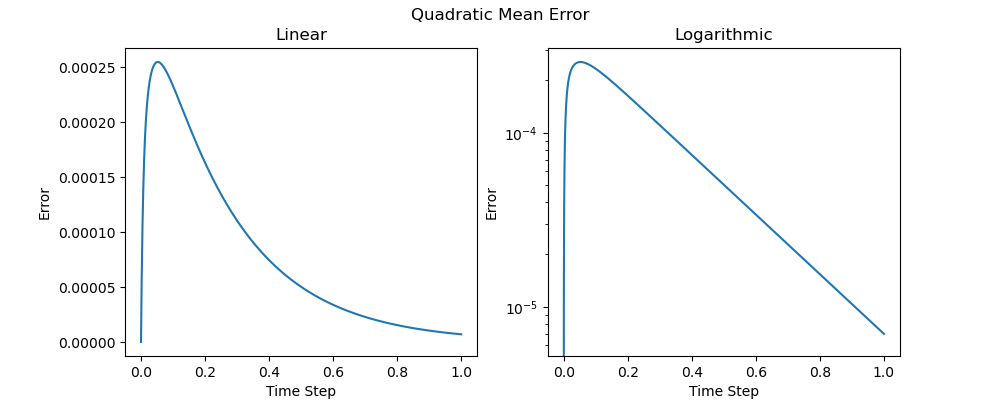 Quadratic Mean Error
Linear
Error
0.00025
0.00020
0.00015
0.00010
0.00005
0.00000
0.0 0.2 0.4 0.6 0.8 1.0
Time Step
Logarithmic
Error
10⁻⁴
10⁻⁵
0.0 0.2 0.4 0.6 0.8 1.0
Time Step